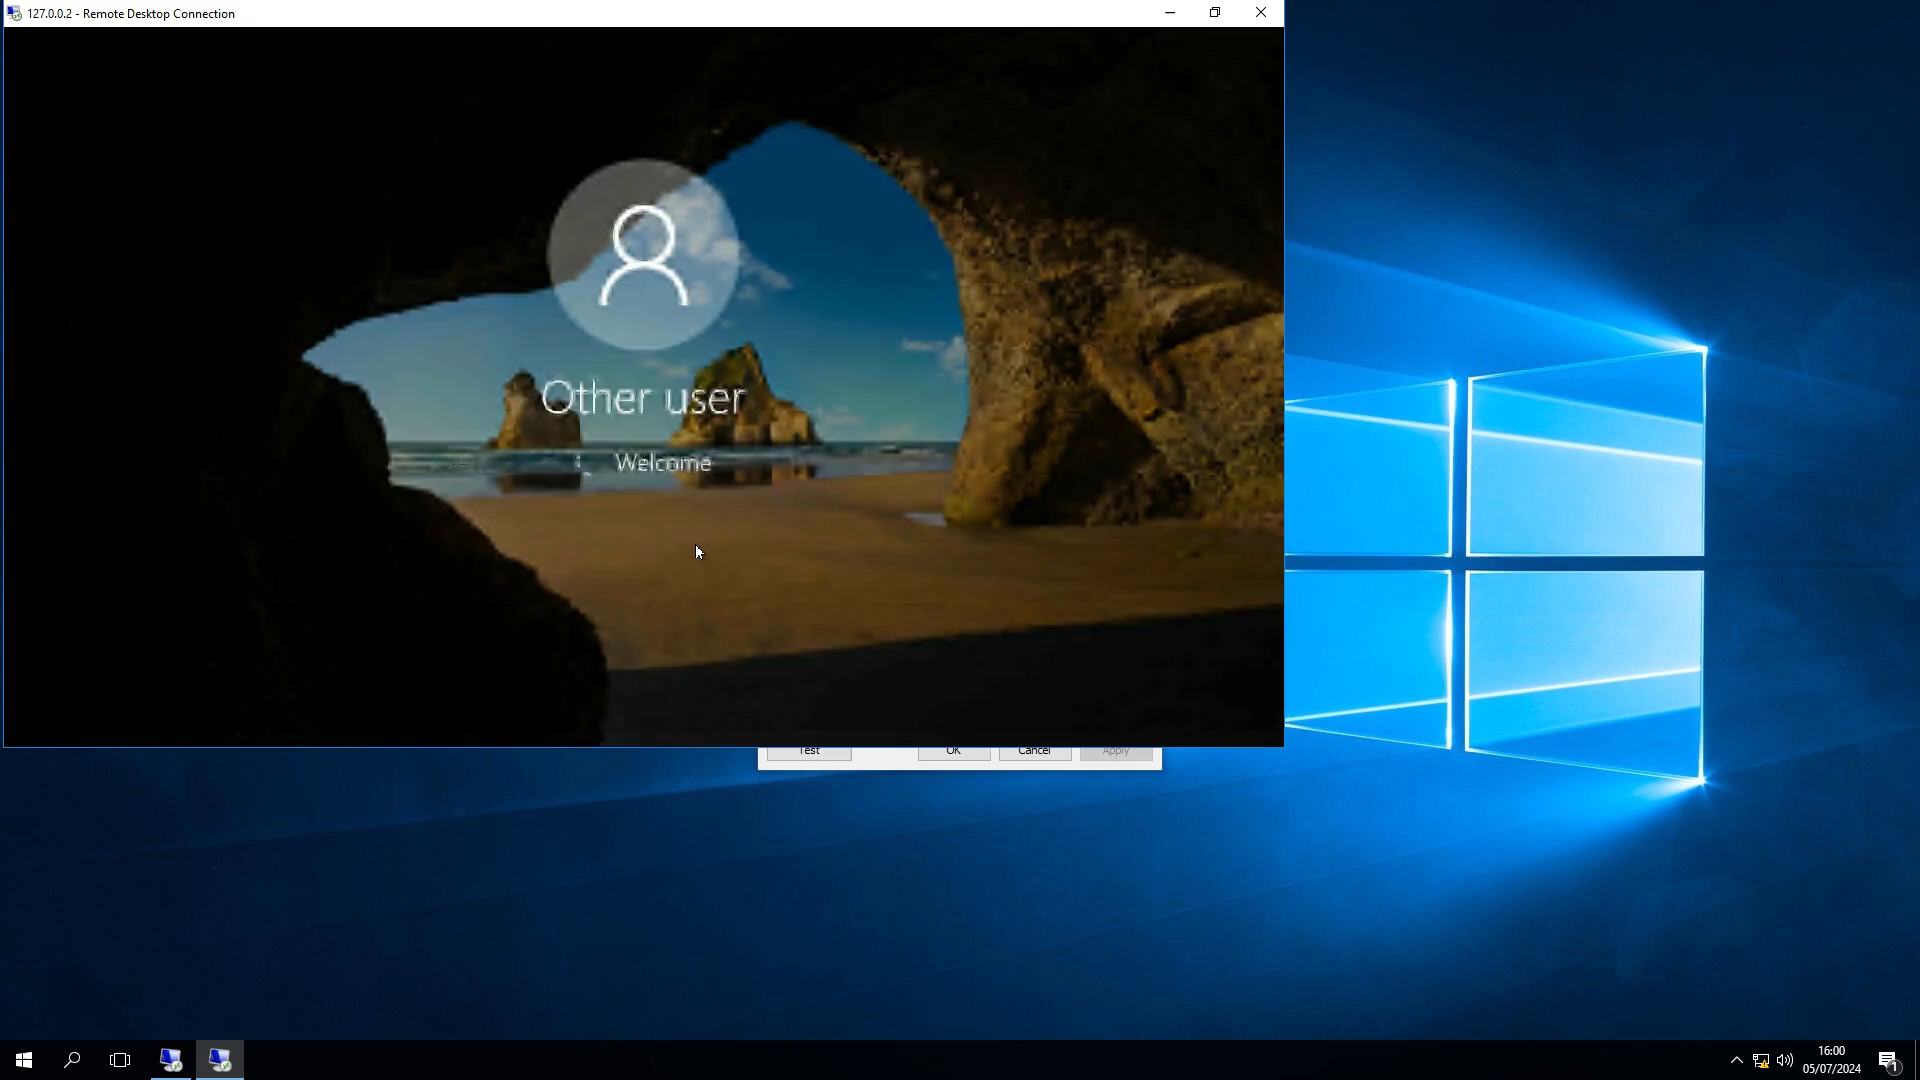 127.0.0.2 - Remote Desktop Connection
Other user
Welcome
Test
OK
Cancel
Apply
16:00
05/07/2024
1